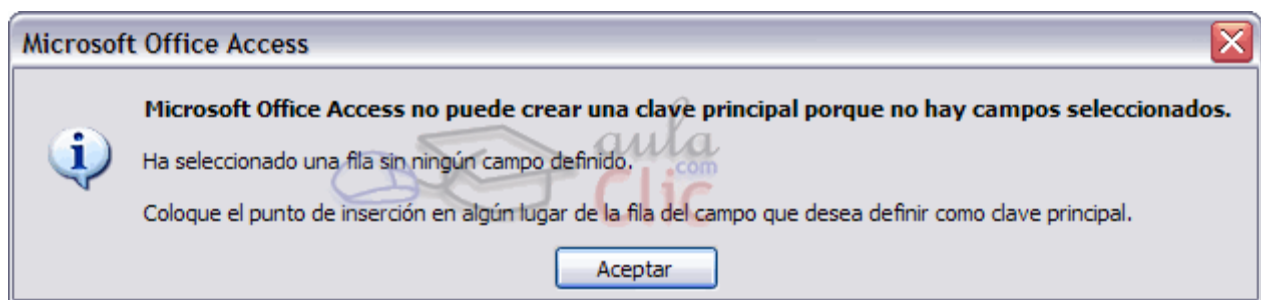 Microsoft Office Access
Microsoft Office Access no puede crear una clave principal porque no hay campos seleccionados.
Ha seleccionado una fila sin ningún campo definido.
Coloque el punto de inserción en algún lugar de la fila del campo que desea definir como clave principal.
aula
.com
Clic
Aceptar